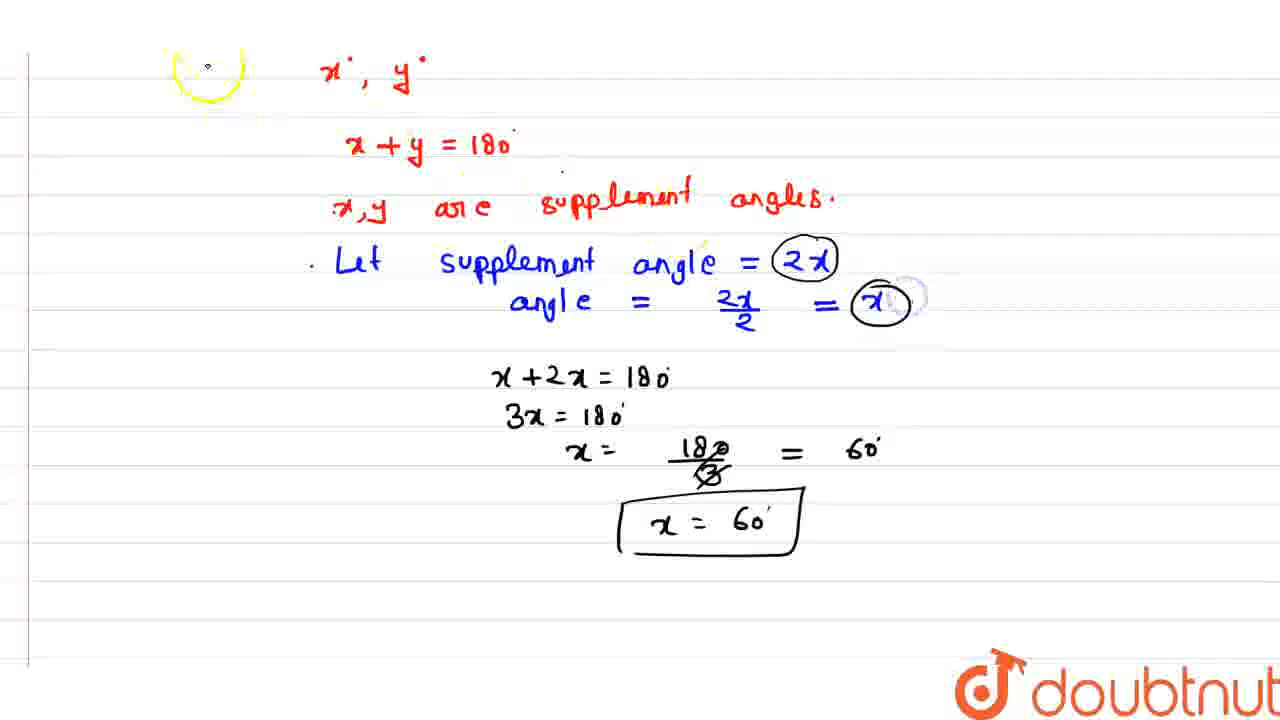 x°, y°
x + y = 180°
x, y are supplement angles.
Let supplement angle = 2x
angle = 2x/2 = x
x + 2x = 180°
3x = 180°
x = 180/3 = 60°
x = 60°
doubtnut